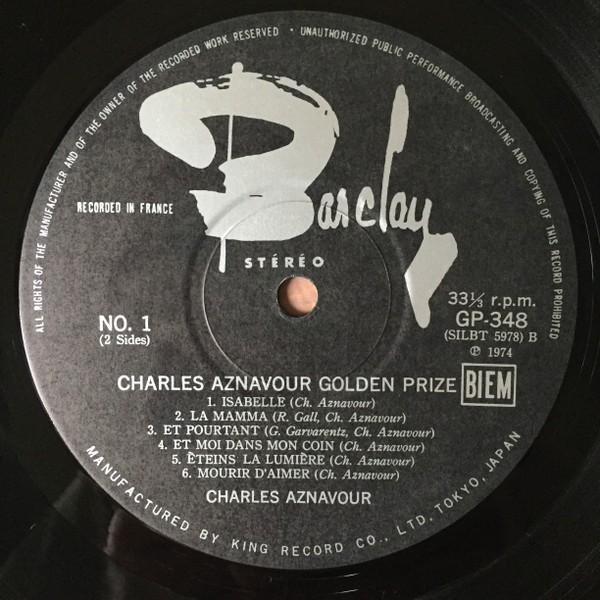 ALL RIGHTS OF THE MANUFACTURER AND OF THE OWNER OF THE RECORDED WORK RESERVED • UNAUTHORIZED PUBLIC PERFORMANCE BROADCASTING AND COPYING OF THIS RECORD PROHIBITED
Barclay
RECORDED IN FRANCE
STÉRÉO
33⅓ r.p.m.
NO. 1
GP-348
(2 Sides)
(SILBT 5978) B
℗ 1974
CHARLES AZNAVOUR GOLDEN PRIZE BIEM
1. ISABELLE (Ch. Aznavour)
2. LA MAMMA (R. Gall, Ch. Aznavour)
3. ET POURTANT (G. Garvarentz, Ch. Aznavour)
4. ET MOI DANS MON COIN (Ch. Aznavour)
5. ÈTEINS LA LUMIÈRE (Ch. Aznavour)
6. MOURIR D'AIMER (Ch. Aznavour)
CHARLES AZNAVOUR
MANUFACTURED BY KING RECORD CO., LTD. TOKYO, JAPAN